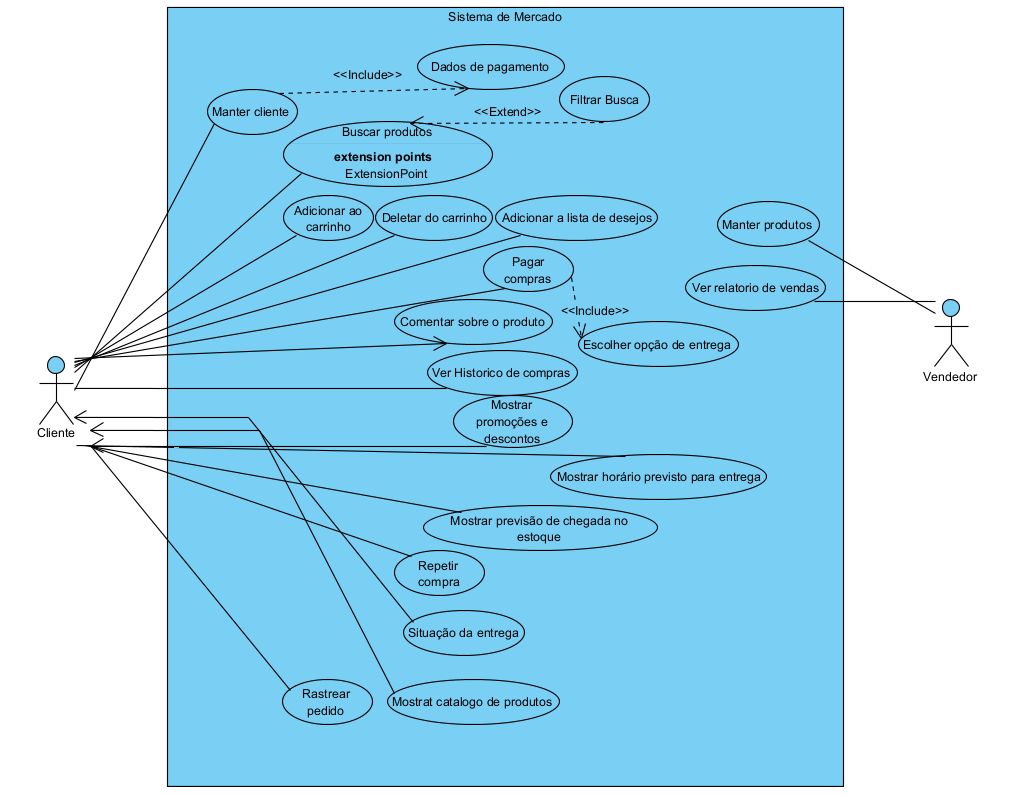 Sistema de Mercado
Dados de pagamento
<<Include>>
Filtrar Busca
Manter cliente
<<Extend>>
Buscar produtos
extension points
ExtensionPoint
Adicionar ao
carrinho
Deletar do carrinho
Adicionar a lista de desejos
Manter produtos
Pagar
compras
Ver relatorio de vendas
<<Include>>
Comentar sobre o produto
Escolher opção de entrega
Ver Historico de compras
Vendedor
Mostrar
promoções e
descontos
Cliente
Mostrar horário previsto para entrega
Mostrar previsão de chegada no
estoque
Repetir
compra
Situação da entrega
Rastrear
pedido
Mostrat catalogo de produtos